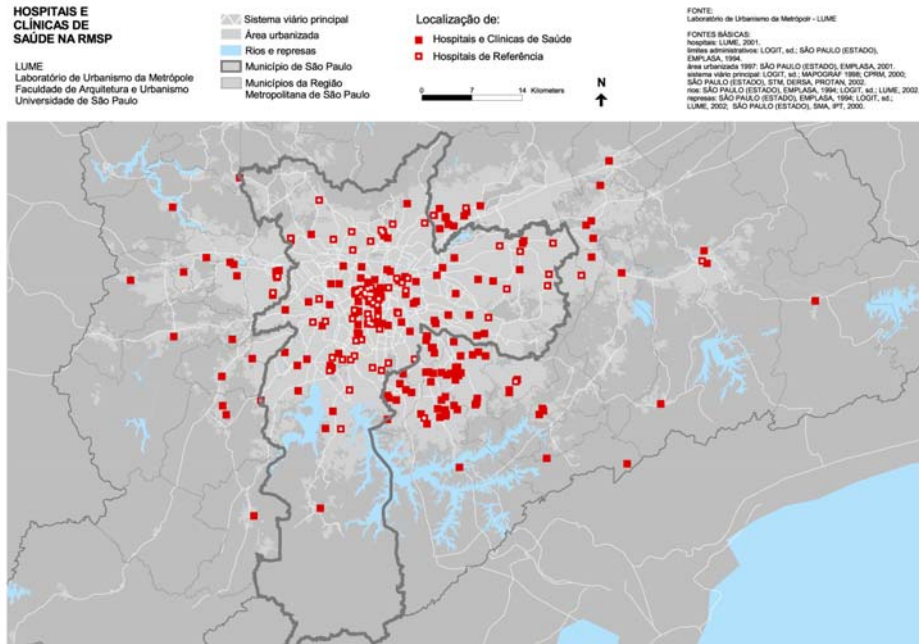 HOSPITAIS E
CLÍNICAS DE
SAÚDE NA RMSP
LUME
Laboratório de Urbanismo da Metrópole
Faculdade de Arquitetura e Urbanismo
Universidade de São Paulo
Sistema viário principal
Área urbanizada
Rios e represas
Município de São Paulo
Municípios da Região
Metropolitana de São Paulo
Localização de:
Hospitais e Clínicas de Saúde
Hospitais de Referência
0 7 14 Kilometers
N
FONTE:
Laboratório de Urbanismo da Metrópolr - LUME
FONTES BÁSICAS:
hospitais: LUME, 2001.
limites administrativos: LOGIT, sd.; SÃO PAULO (ESTADO),
EMPLASA, 1994.
área urbanizada 1997: SÃO PAULO (ESTADO), EMPLASA, 2001.
sistema viário principal: LOGIT, sd.; MAPOGRAF 1998; CPRM, 2000;
SÃO PAULO (ESTADO), STM, DERSA, PROTAN, 2002.
rios: SÃO PAULO (ESTADO), EMPLASA, 1994; LOGIT, sd.; LUME, 2002.
represas: SÃO PAULO (ESTADO), EMPLASA, 1994; LOGIT, sd.;
LUME, 2002; SÃO PAULO (ESTADO), SMA, IPT, 2000.